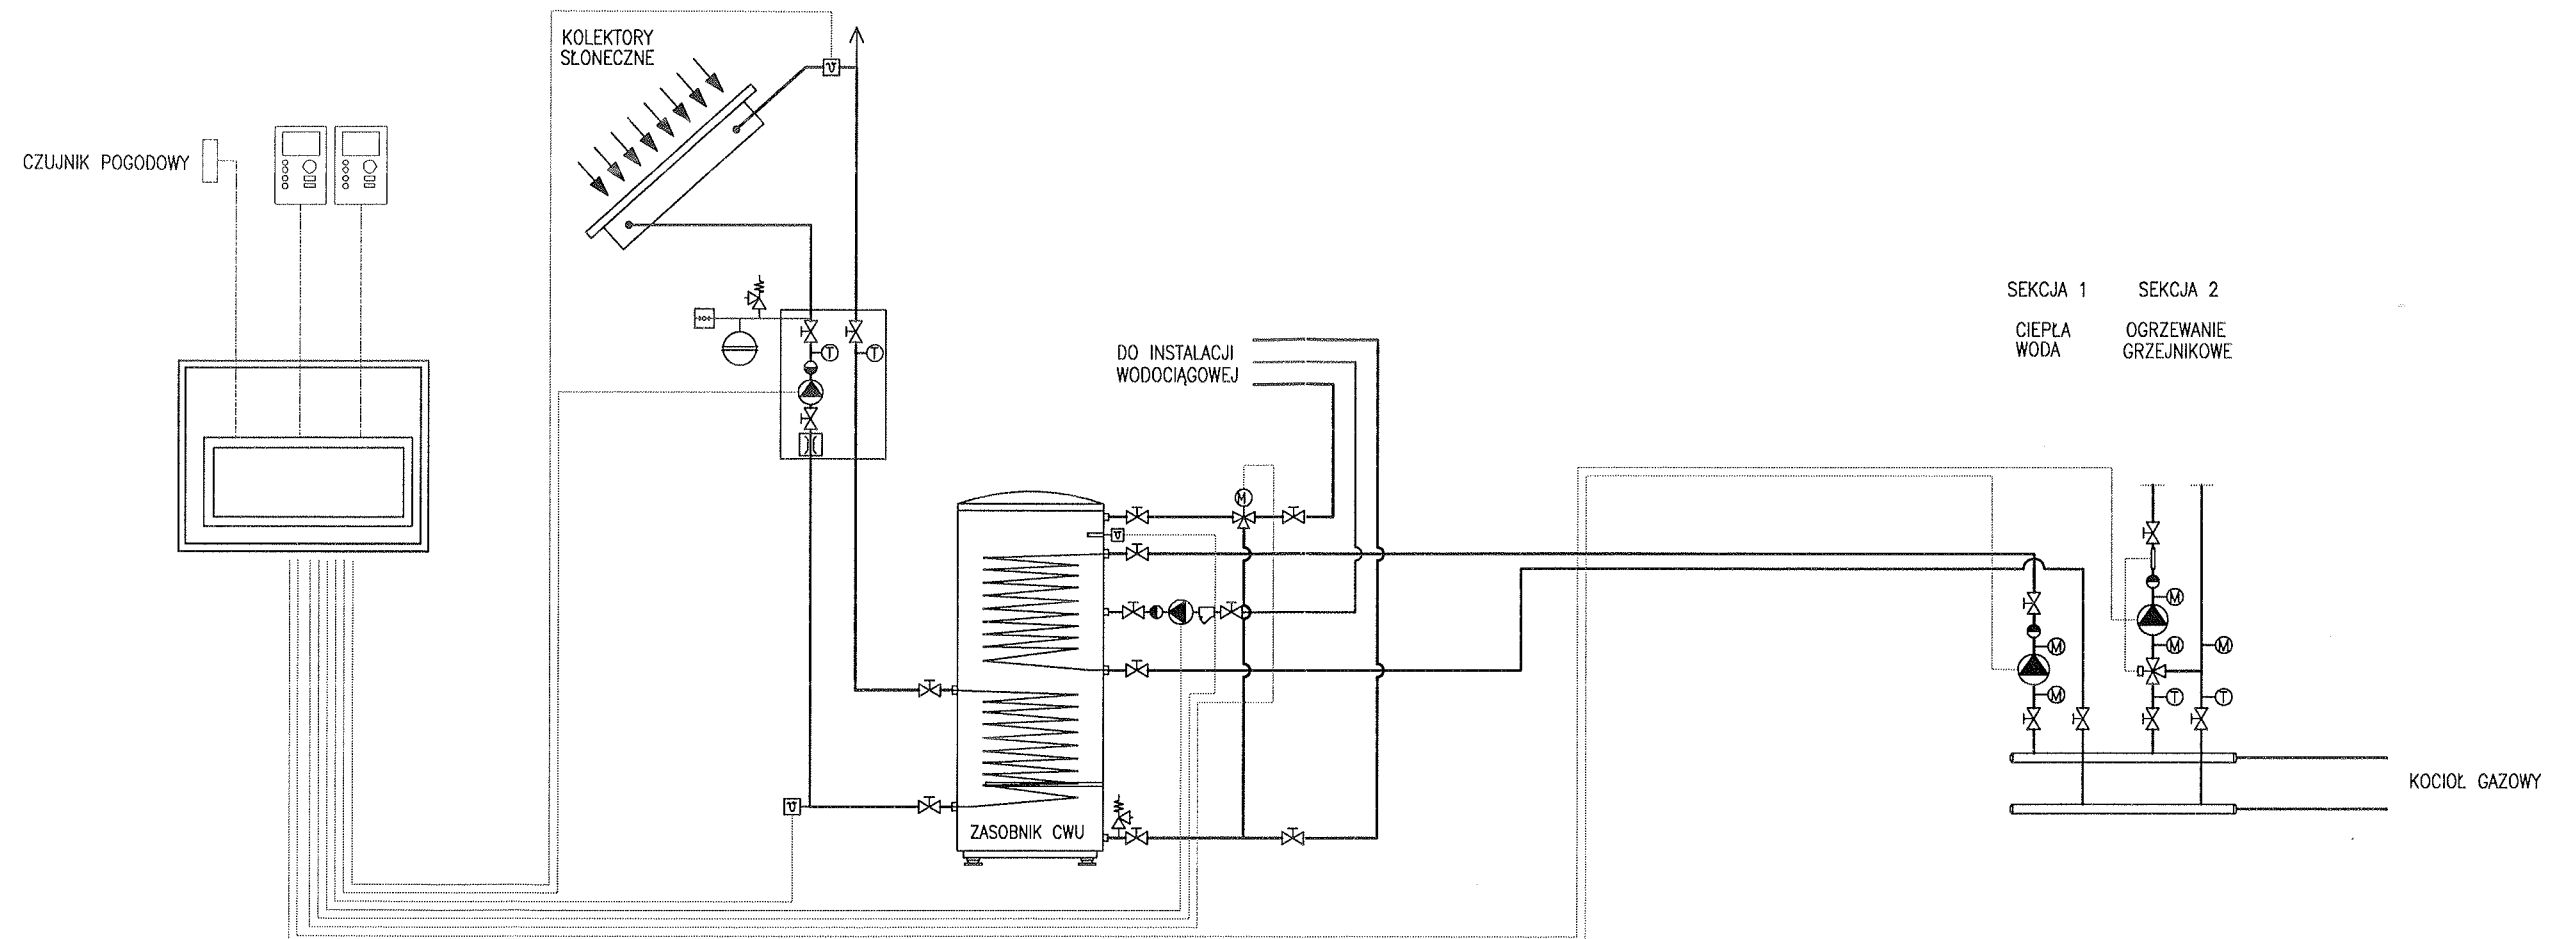 KOLEKTORY
SŁONECZNE
CZUJNIK POGODOWY
SEKCJA 1
SEKCJA 2
CIEPŁA
WODA
OGRZEWANIE
GRZEJNIKOWE
DO INSTALACJI
WODOCIĄGOWEJ
T
T
M
M
M
M
M
M
T
T
KOCIOŁ GAZOWY
ZASOBNIK CWU